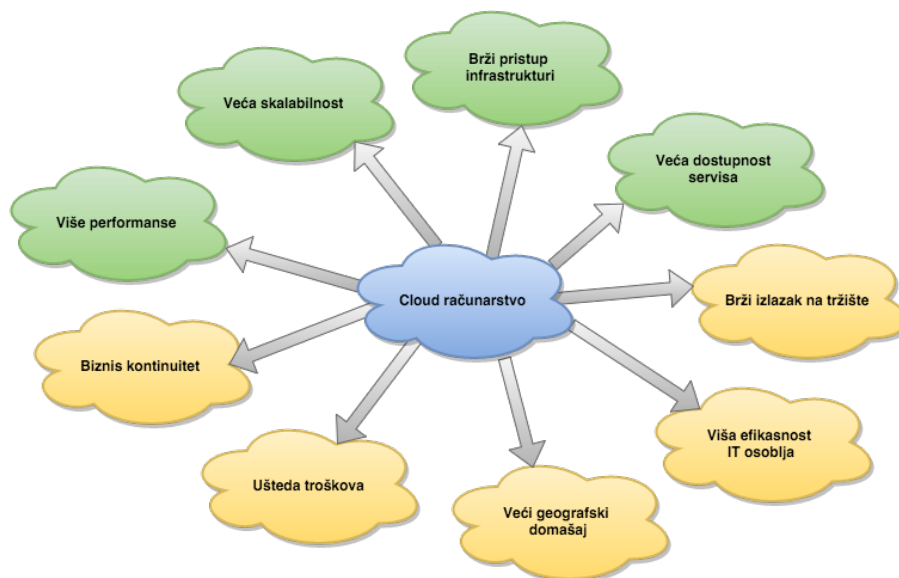 Brži pristup
infrastrukturi
Veća skalabilnost
Veća dostupnost
servisa
Više performanse
Cloud računarstvo
Brži izlazak na tržište
Biznis kontinuitet
Viša efikasnost
IT osoblja
Ušteda troškova
Veći geografski
domašaj